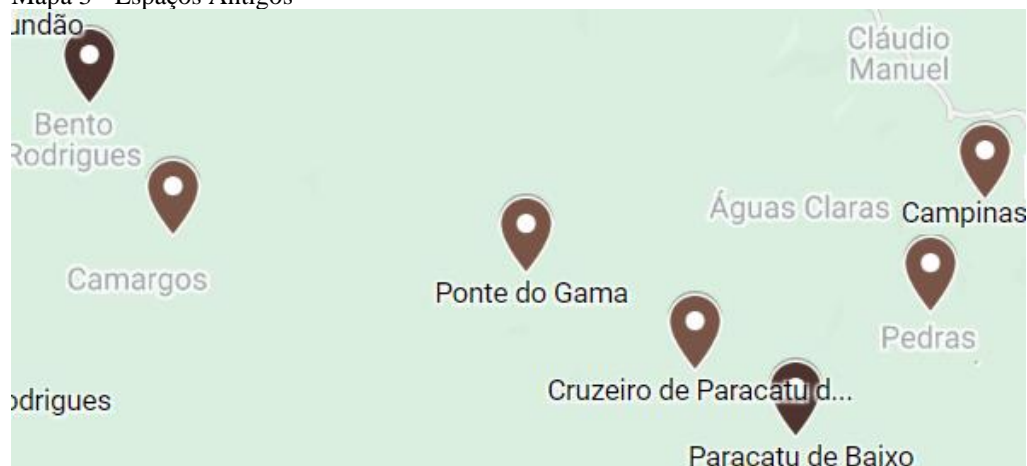 Mapa 3 - Espaços Antigos
undão
Cláudio
Manuel
Bento
Rodrigues
Águas Claras
Campinas
Camargos
Ponte do Gama
Pedras
Cruzeiro de Paracatu d...
odrigues
Paracatu de Baixo